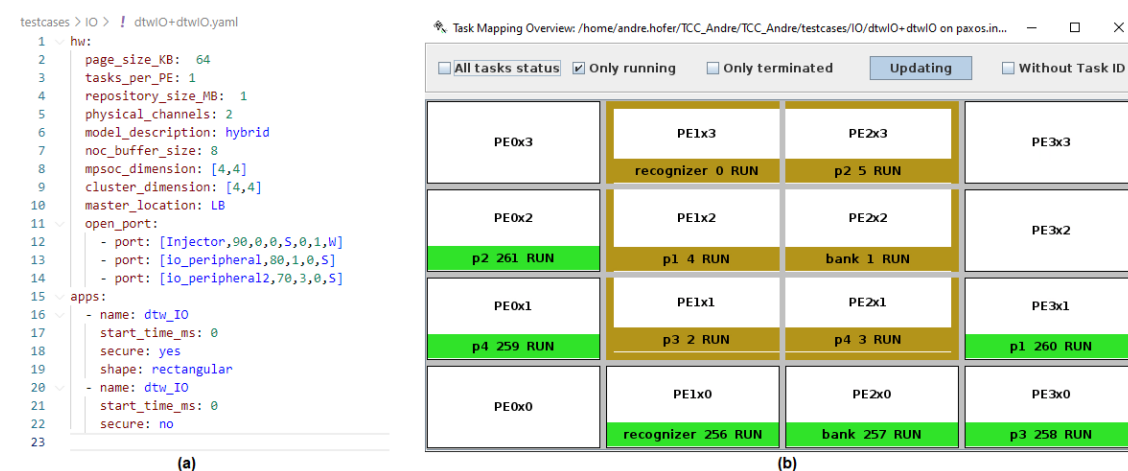 testcases > IO > ! dtwIO+dtwIO.yaml
1 hw:
2 page_size_KB: 64
3 tasks_per_PE: 1
4 repository_size_MB: 1
5 physical_channels: 2
6 model_description: hybrid
7 noc_buffer_size: 8
8 mpsoc_dimension: [4,4]
9 cluster_dimension: [4,4]
10 master_location: LB
11 open_port:
12 - port: [Injector,90,0,0,S,0,1,W]
13 - port: [io_peripheral,80,1,0,S]
14 - port: [io_peripheral2,70,3,0,S]
15 apps:
16 - name: dtw_IO
17 start_time_ms: 0
18 secure: yes
19 shape: rectangular
20 - name: dtw_IO
21 start_time_ms: 0
22 secure: no
23
(a)
Task Mapping Overview: /home/andre.hofer/TCC_Andre/TCC_Andre/testcases/IO/dtwIO+dtwIO on paxos.in...
All tasks status Only running Only terminated Updating Without Task ID
PE0x3 PE1x3 PE2x3 PE3x3
recognizer 0 RUN p2 5 RUN
PE0x2 PE1x2 PE2x2 PE3x2
p2 261 RUN p1 4 RUN bank 1 RUN
PE0x1 PE1x1 PE2x1 PE3x1
p4 259 RUN p3 2 RUN p4 3 RUN p1 260 RUN
PE0x0 PE1x0 PE2x0 PE3x0
recognizer 256 RUN bank 257 RUN p3 258 RUN
(b)